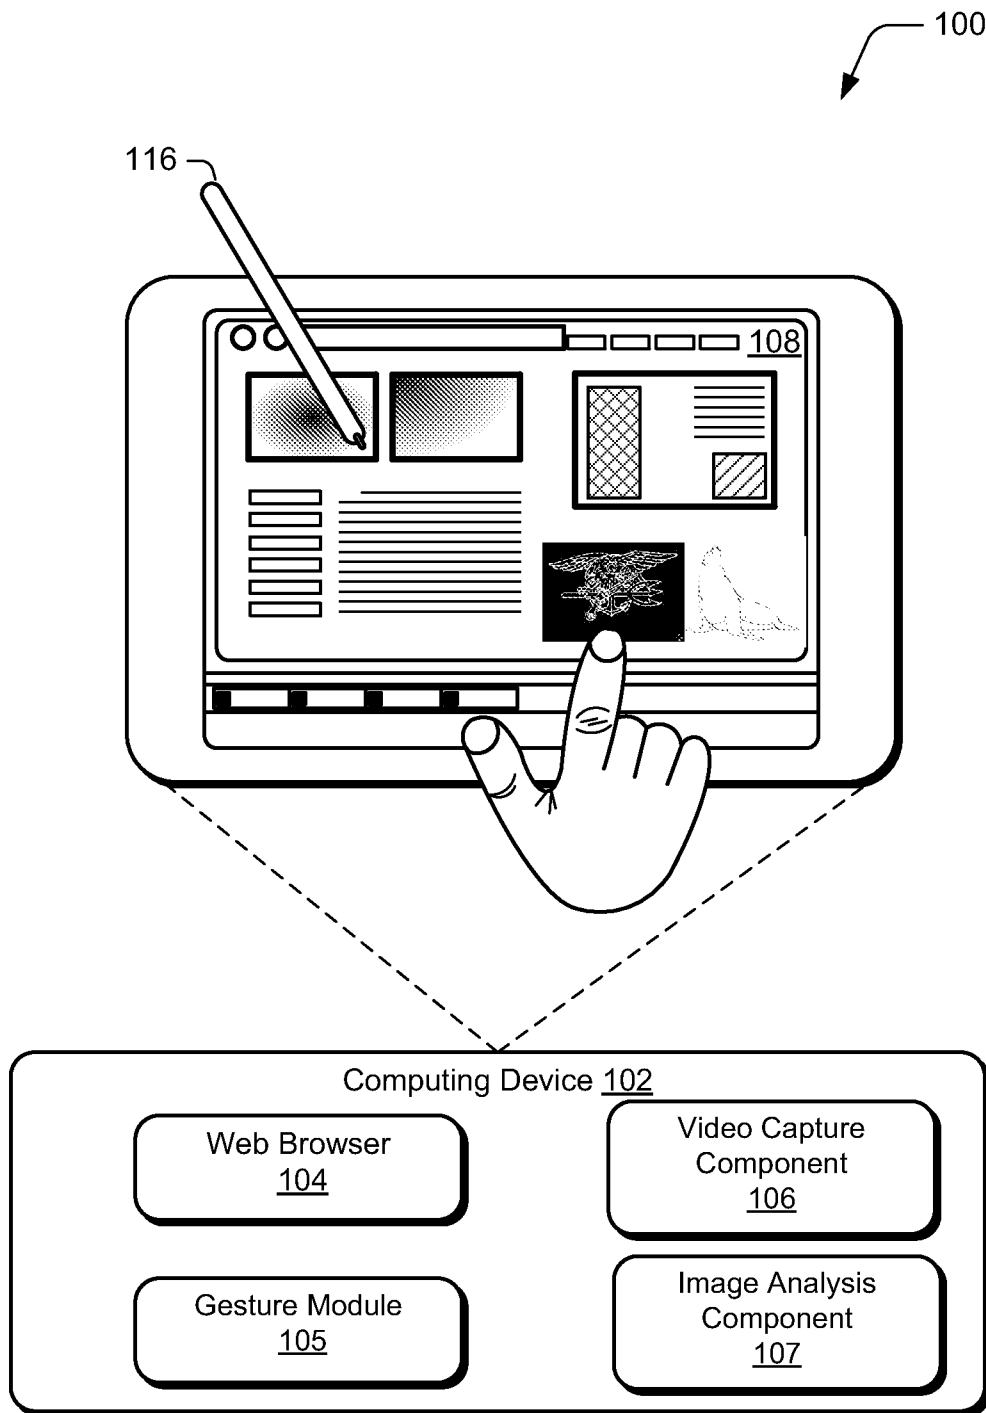 100
116
108
Computing Device 102
Web Browser
104
Video Capture
Component
106
Gesture Module
105
Image Analysis
Component
107